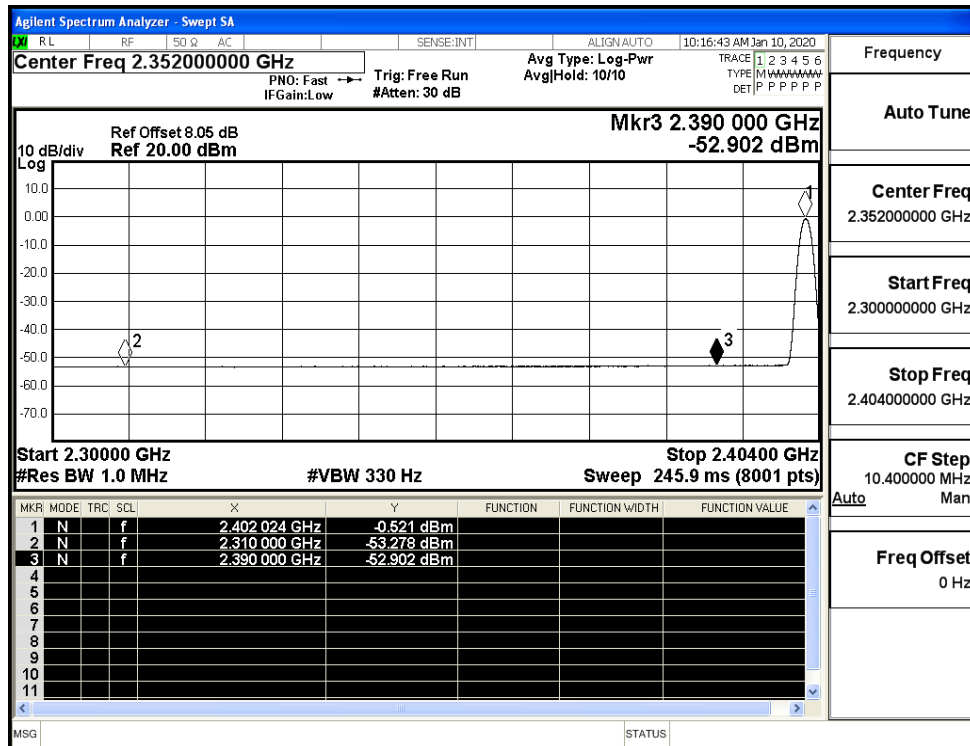 Agilent Spectrum Analyzer - Swept SA
LXI RL RF 50 Ω AC SENSE:INT ALIGN AUTO 10:16:43 AM Jan 10, 2020
Center Freq 2.352000000 GHz
PNO: Fast
IFGain:Low
Trig: Free Run
#Atten: 30 dB
Avg Type: Log-Pwr
Avg|Hold: 10/10
TRACE 1 2 3 4 5 6
TYPE M W W W W W
DET P P P P P P
Ref Offset 8.05 dB
10 dB/div Ref 20.00 dBm
Log
Mkr3 2.390 000 GHz
-52.902 dBm
10.0
0.00
-10.0
-20.0
-30.0
-40.0
-50.0
-60.0
-70.0
1
2
3
Start 2.30000 GHz Stop 2.40400 GHz
#Res BW 1.0 MHz #VBW 330 Hz Sweep 245.9 ms (8001 pts)
MKR MODE TRC SCL X Y FUNCTION FUNCTION WIDTH FUNCTION VALUE
1 N f 2.402 024 GHz -0.521 dBm
2 N f 2.310 000 GHz -53.278 dBm
3 N f 2.390 000 GHz -52.902 dBm
4
5
6
7
8
9
10
11
MSG STATUS
Frequency
Auto Tune
Center Freq
2.352000000 GHz
Start Freq
2.300000000 GHz
Stop Freq
2.404000000 GHz
CF Step
10.400000 MHz
Auto Man
Freq Offset
0 Hz